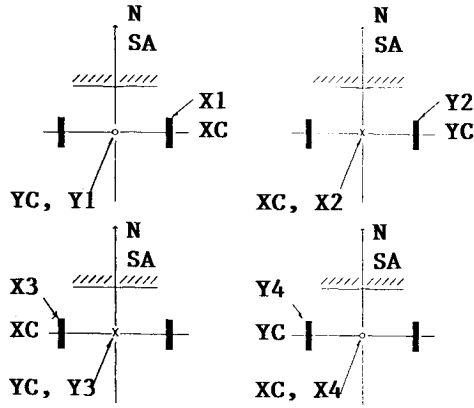 N
SA
X1
XC
YC, Y1
N
SA
Y2
YC
XC, X2
N
SA
X3
XC
YC, Y3
N
SA
Y4
YC
XC, X4